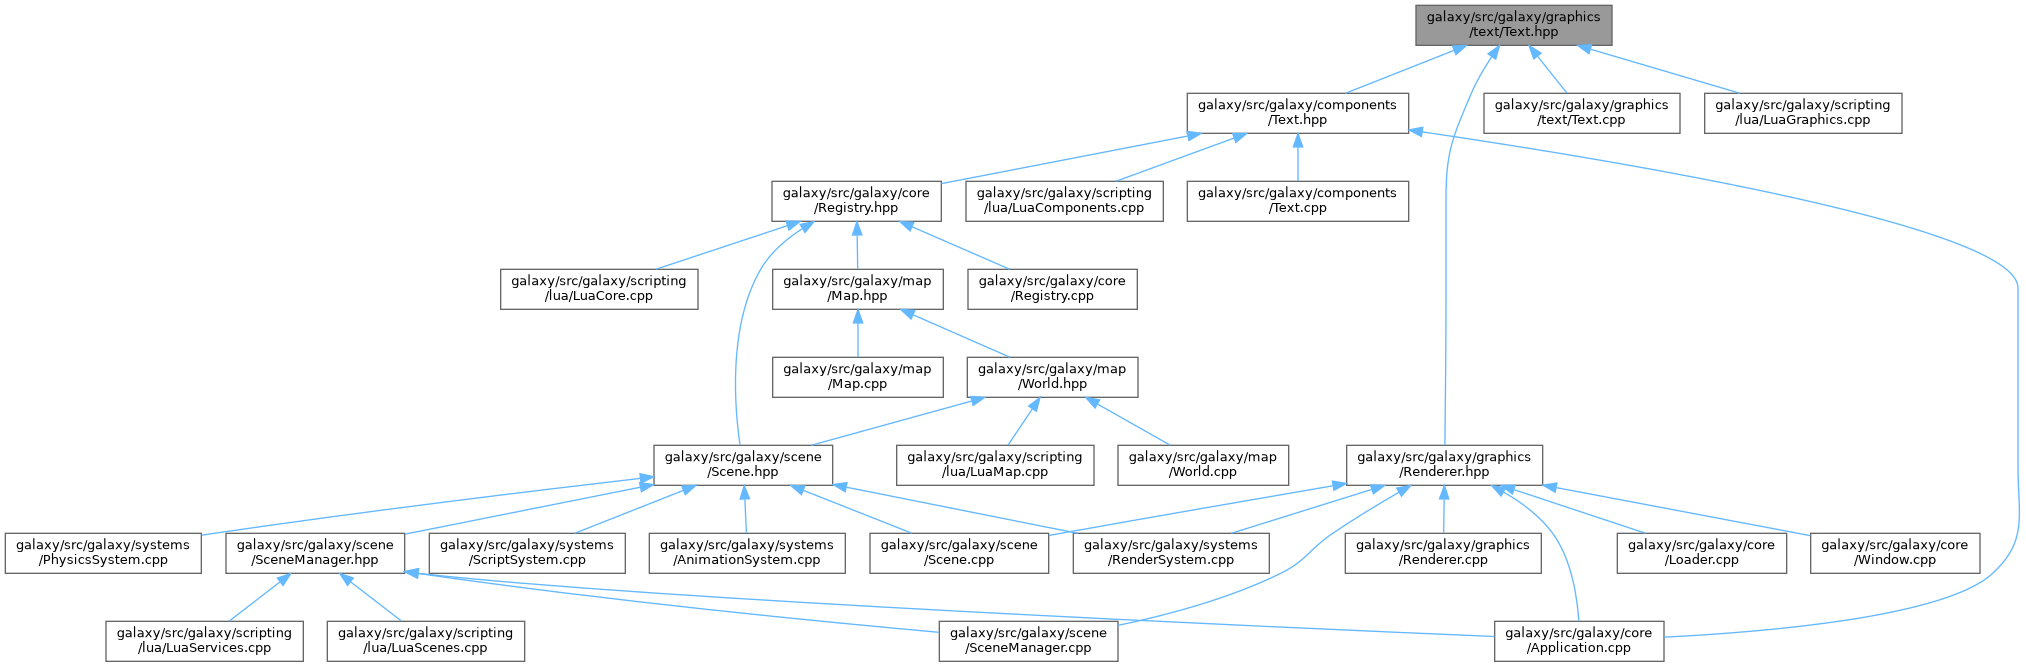 galaxy/src/galaxy/graphics
/text/Text.hpp
galaxy/src/galaxy/components
/Text.hpp
galaxy/src/galaxy/graphics
text/Text.cpp
galaxy/src/galaxy/scripting
lua/LuaGraphics.cpp
galaxy/src/galaxy/core
/Registry.hpp
galaxy/src/galaxy/scripting
/lua/LuaComponents.cpp
galaxy/src/galaxy/components
/Text.cpp
galaxy/src/galaxy/scripting
/lua/LuaCore.cpp
galaxy/src/galaxy/map
/Map.hpp
galaxy/src/galaxy/core
/Registry.cpp
galaxy/src/galaxy/map
/Map.cpp
galaxy/src/galaxy/map
/World.hpp
galaxy/src/galaxy/scene
/Scene.hpp
galaxy/src/galaxy/scripting
/lua/LuaMap.cpp
galaxy/src/galaxy/map
/World.cpp
galaxy/src/galaxy/graphics
/Renderer.hpp
galaxy/src/galaxy/systems
/PhysicsSystem.cpp
galaxy/src/galaxy/scene
/SceneManager.hpp
galaxy/src/galaxy/systems
/ScriptSystem.cpp
galaxy/src/galaxy/systems
/AnimationSystem.cpp
galaxy/src/galaxy/scene
/Scene.cpp
galaxy/src/galaxy/systems
/RenderSystem.cpp
galaxy/src/galaxy/graphics
/Renderer.cpp
galaxy/src/galaxy/core
/Loader.cpp
galaxy/src/galaxy/core
/Window.cpp
galaxy/src/galaxy/scripting
/lua/LuaServices.cpp
galaxy/src/galaxy/scripting
/lua/LuaScenes.cpp
galaxy/src/galaxy/scene
/SceneManager.cpp
galaxy/src/galaxy/core
/Application.cpp